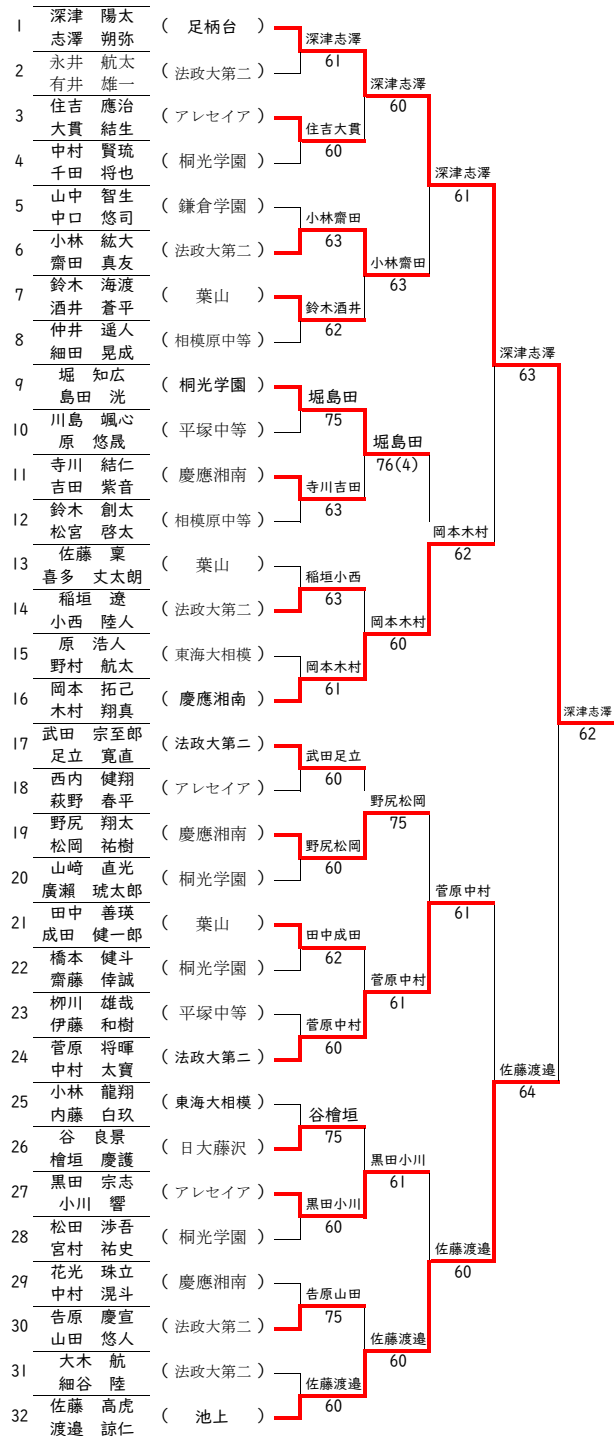 深津 陽太
1 ( 足柄台 )
志澤 朔弥
深津志澤
61
永井 航太
2 ( 法政大第二 )
有井 雄一
深津志澤
60
住吉 應治
3 ( アレセイア )
大貫 結生
住吉大貫
60
中村 賢琉
4 ( 桐光学園 )
千田 将也
深津志澤
61
山中 智生
5 ( 鎌倉学園 )
中口 悠司
小林齋田
63
小林 紘大
6 ( 法政大第二 )
齋田 真友
小林齋田
63
鈴木 海渡
7 ( 葉山 )
酒井 蒼平
鈴木酒井
62
仲井 遥人
8 ( 相模原中等 )
細田 晃成
深津志澤
63
堀 知広
9 ( 桐光学園 )
島田 洸
堀島田
75
川島 颯心
10 ( 平塚中等 )
原 悠晟
堀島田
76(4)
寺川 結仁
11 ( 慶應湘南 )
吉田 紫音
寺川吉田
63
鈴木 創太
12 ( 相模原中等 )
松宮 啓太
岡本木村
62
佐藤 稟
13 ( 葉山 )
喜多 丈太朗
稲垣小西
63
稲垣 遼
14 ( 法政大第二 )
小西 陸人
岡本木村
60
原 浩人
15 ( 東海大相模 )
野村 航太
岡本木村
61
岡本 拓己
16 ( 慶應湘南 )
木村 翔真
深津志澤
62
武田 宗至郎
17 ( 法政大第二 )
足立 寛直
武田足立
60
西内 健翔
18 ( アレセイア )
萩野 春平
野尻松岡
75
野尻 翔太
19 ( 慶應湘南 )
松岡 祐樹
野尻松岡
60
山﨑 直光
20 ( 桐光学園 )
廣瀬 琥太郎
菅原中村
61
田中 善瑛
21 ( 葉山 )
成田 健一郎
田中成田
62
橋本 健斗
22 ( 桐光学園 )
齋藤 倖誠
菅原中村
61
栁川 雄哉
23 ( 平塚中等 )
伊藤 和樹
菅原中村
60
菅原 将暉
24 ( 法政大第二 )
中村 太寶
佐藤渡邉
64
小林 龍翔
25 ( 東海大相模 )
内藤 白玖
谷檜垣
75
谷 良景
26 ( 日大藤沢 )
檜垣 慶護
黒田小川
61
黒田 宗志
27 ( アレセイア )
小川 響
黒田小川
60
松田 渉吾
28 ( 桐光学園 )
宮村 祐史
佐藤渡邉
60
花光 珠立
29 ( 慶應湘南 )
中村 滉斗
𠮷原山田
75
𠮷原 慶宣
30 ( 法政大第二 )
山田 悠人
佐藤渡邉
60
大木 航
31 ( 法政大第二 )
細谷 陸
佐藤渡邉
60
佐藤 高虎
32 ( 池上 )
渡邉 諒仁